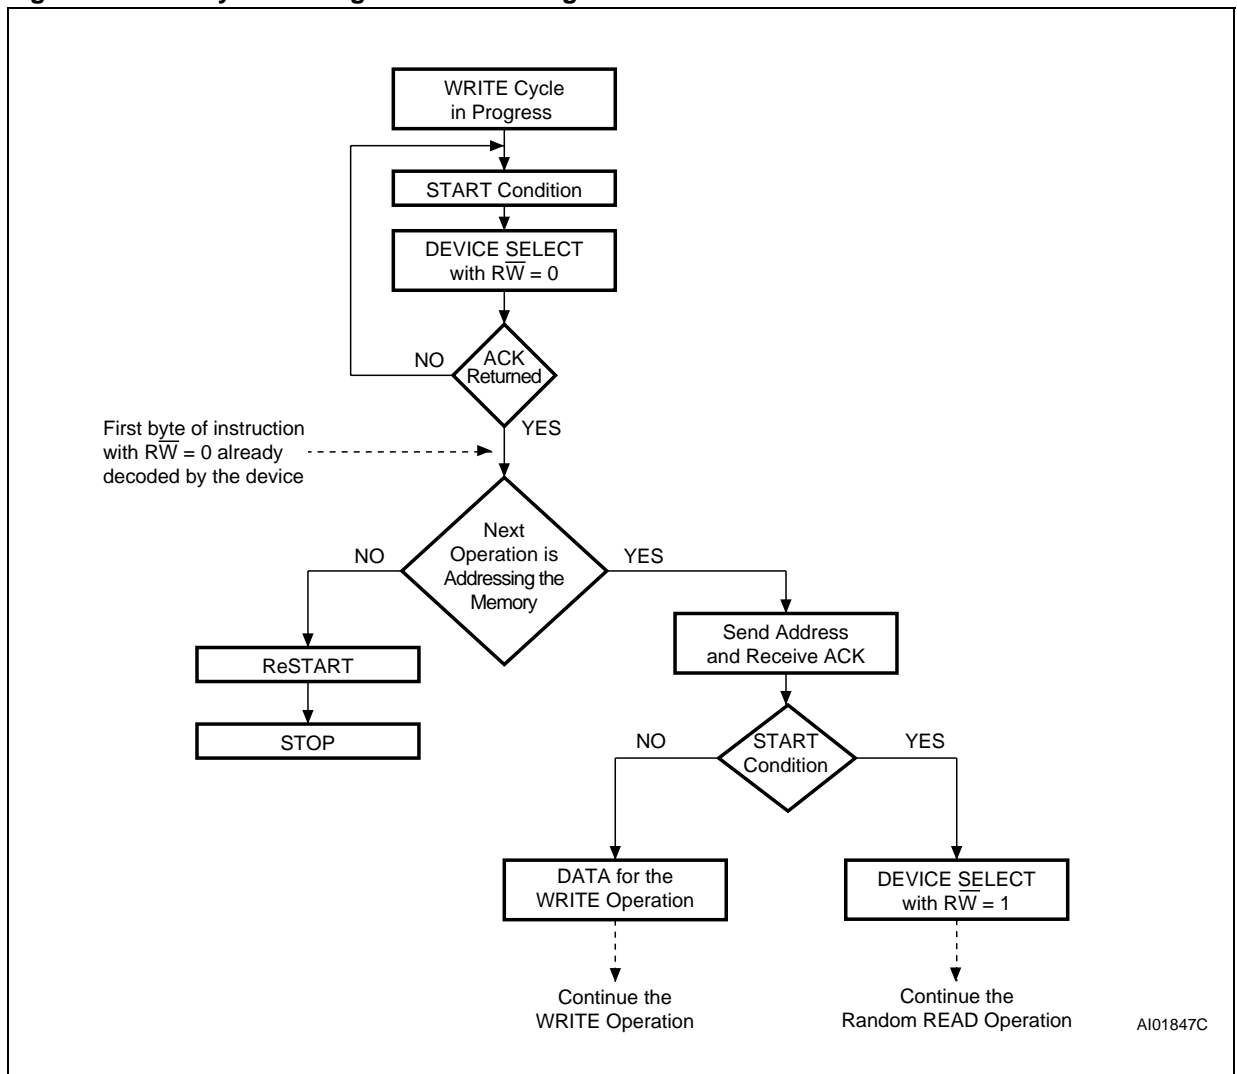 WRITE Cycle
in Progress
START Condition
DEVICE SELECT
with RW̅ = 0
NO
ACK
Returned
YES
First byte of instruction
with RW̅ = 0 already
decoded by the device
Next
Operation is
Addressing the
Memory
NO
YES
Send Address
and Receive ACK
ReSTART
STOP
START
Condition
NO
YES
DATA for the
WRITE Operation
DEVICE SELECT
with RW̅ = 1
Continue the
WRITE Operation
Continue the
Random READ Operation
AI01847C